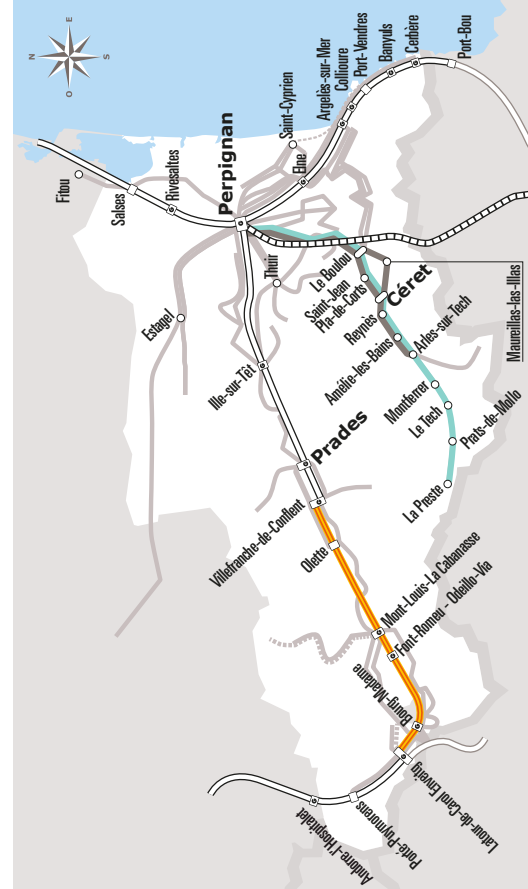 N
E
S
O
Fitou
Salses
Rivesaltes
Perpignan
Saint-Cyprien
Elne
Argelès-sur-Mer
Collioure
Port-Vendres
Banyuls
Cerbère
Port-Bou
Estagel
Thuir
Ille-sur-Têt
Le Boulou
Saint-Jean
Pla-de-Corts
Céret
Maureillas-las-Illas
Reynès
Amélie-les-Bains
Arles-sur-Tech
Montferrer
Le Tech
Prats-de-Mollo
La Preste
Prades
Villefranche-de-Conflent
Olette
Mont-Louis-La Cabanasse
Font-Romeu - Odeillo-Via
Bourg-Madame
Latour-de-Carol Enveitg
Porté-Puymorens
Andorre-l'Hospitalet